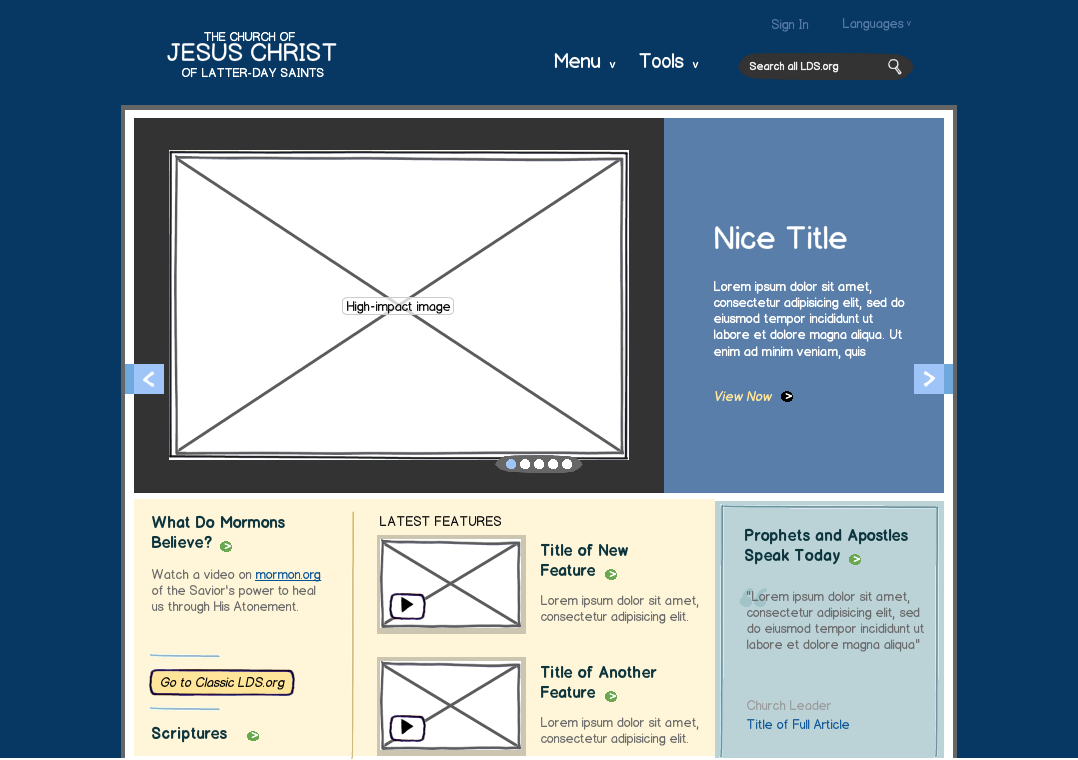 Sign In
Languages v
THE CHURCH OF
JESUS CHRIST
OF LATTER-DAY SAINTS
Menu v
Tools v
Search all LDS.org
High-impact image
<
>
Nice Title
Lorem ipsum dolor sit amet,
consectetur adipisicing elit, sed do
eiusmod tempor incididunt ut
labore et dolore magna aliqua. Ut
enim ad minim veniam, quis
View Now >
What Do Mormons
Believe? >
Watch a video on mormon.org
of the Savior's power to heal
us through His Atonement.
Go to Classic LDS.org
Scriptures >
LATEST FEATURES
Title of New
Feature >
Lorem ipsum dolor sit amet,
consectetur adipisicing elit.
Title of Another
Feature >
Lorem ipsum dolor sit amet,
consectetur adipisicing elit.
Prophets and Apostles
Speak Today >
"Lorem ipsum dolor sit amet,
consectetur adipisicing elit, sed
do eiusmod tempor incididunt ut
labore et dolore magna aliqua"
Church Leader
Title of Full Article